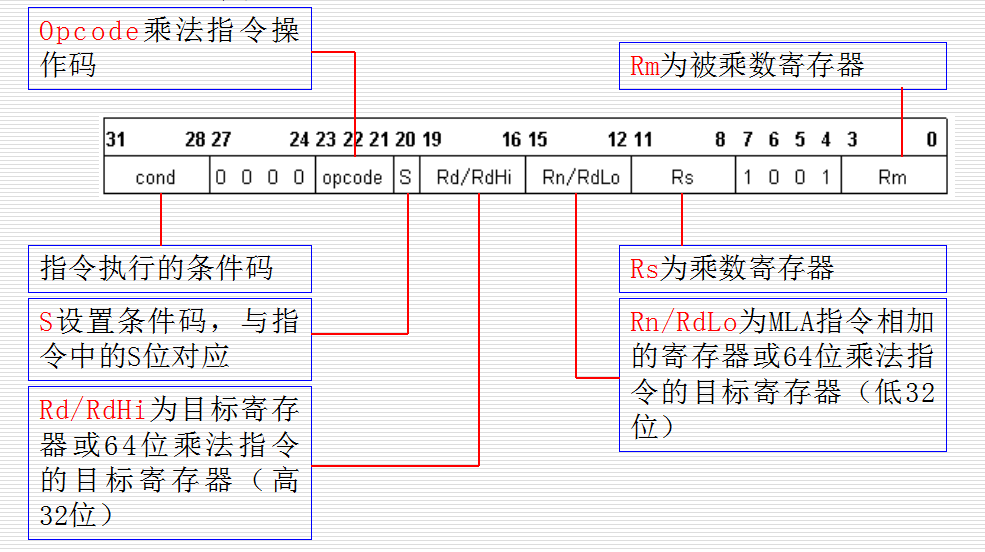 Opcode乘法指令操
作码
Rm为被乘数寄存器
31 28 27 24 23 22 21 20 19 16 15 12 11 8 7 6 5 4 3 0
cond 0 0 0 0 opcode S Rd/RdHi Rn/RdLo Rs 1 0 0 1 Rm
指令执行的条件码
S设置条件码，与指
令中的S位对应
Rd/RdHi为目标寄存
器或64位乘法指令
的目标寄存器（高
32位）
Rs为乘数寄存器
Rn/RdLo为MLA指令相加
的寄存器或64位乘法指
令的目标寄存器（低32
位）